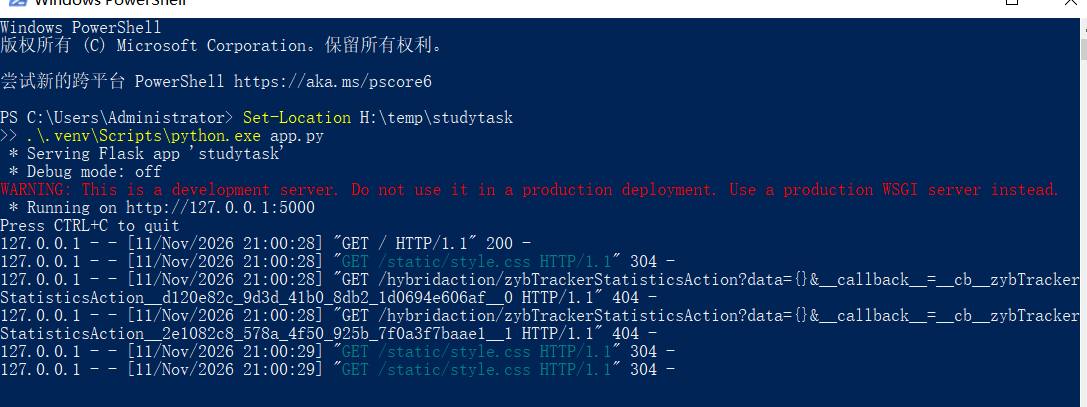 Windows PowerShell
Windows PowerShell
版权所有 (C) Microsoft Corporation。保留所有权利。
尝试新的跨平台 PowerShell https://aka.ms/pscore6
PS C:\Users\Administrator> Set-Location H:\temp\studytask
>> .\.venv\Scripts\python.exe app.py
 * Serving Flask app 'studytask'
 * Debug mode: off
WARNING: This is a development server. Do not use it in a production deployment. Use a production WSGI server instead.
 * Running on http://127.0.0.1:5000
Press CTRL+C to quit
127.0.0.1 - - [11/Nov/2026 21:00:28] "GET / HTTP/1.1" 200 -
127.0.0.1 - - [11/Nov/2026 21:00:28] "GET /static/style.css HTTP/1.1" 304 -
127.0.0.1 - - [11/Nov/2026 21:00:28] "GET /hybridaction/zybTrackerStatisticsAction?data={}&__callback__=__cb__zybTracker
StatisticsAction__d120e82c_9d3d_41b0_8db2_1d0694e606af__0 HTTP/1.1" 404 -
127.0.0.1 - - [11/Nov/2026 21:00:28] "GET /hybridaction/zybTrackerStatisticsAction?data={}&__callback__=__cb__zybTracker
StatisticsAction__2e1082c8_578a_4f50_925b_7f0a3f7baae1__1 HTTP/1.1" 404 -
127.0.0.1 - - [11/Nov/2026 21:00:29] "GET /static/style.css HTTP/1.1" 304 -
127.0.0.1 - - [11/Nov/2026 21:00:29] "GET /static/style.css HTTP/1.1" 304 -